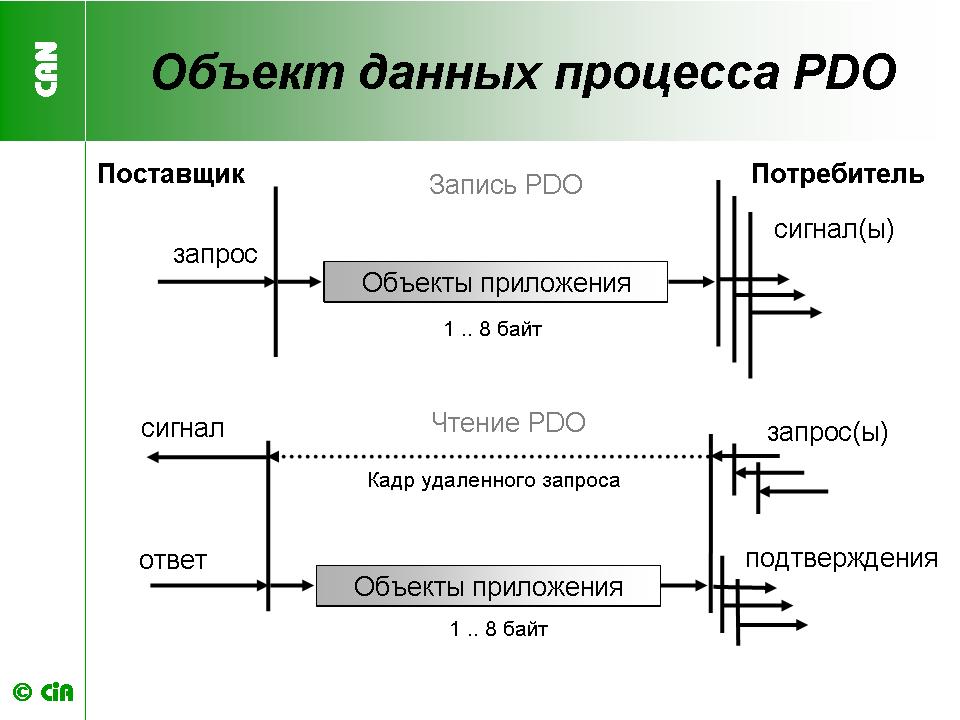 CAN
Объект данных процесса PDO
Поставщик
Запись PDO
Потребитель
сигнал(ы)
запрос
Объекты приложения
1 .. 8 байт
сигнал
Чтение PDO
запрос(ы)
Кадр удаленного запроса
ответ
подтверждения
Объекты приложения
1 .. 8 байт
© CiA